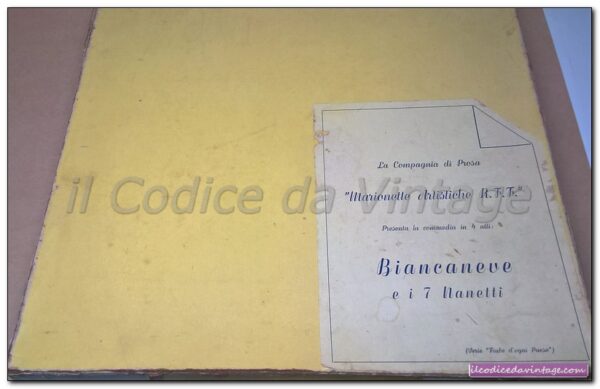 La Compagnia di Prosa
"Marionette Artistiche R.F.F."
Presenta la commedia in 4 atti:
Biancaneve
e i 7 Nanetti
(Serie "Fiabe d'ogni Paese")
il Codice da Vintage
ilcodicedavintage.com